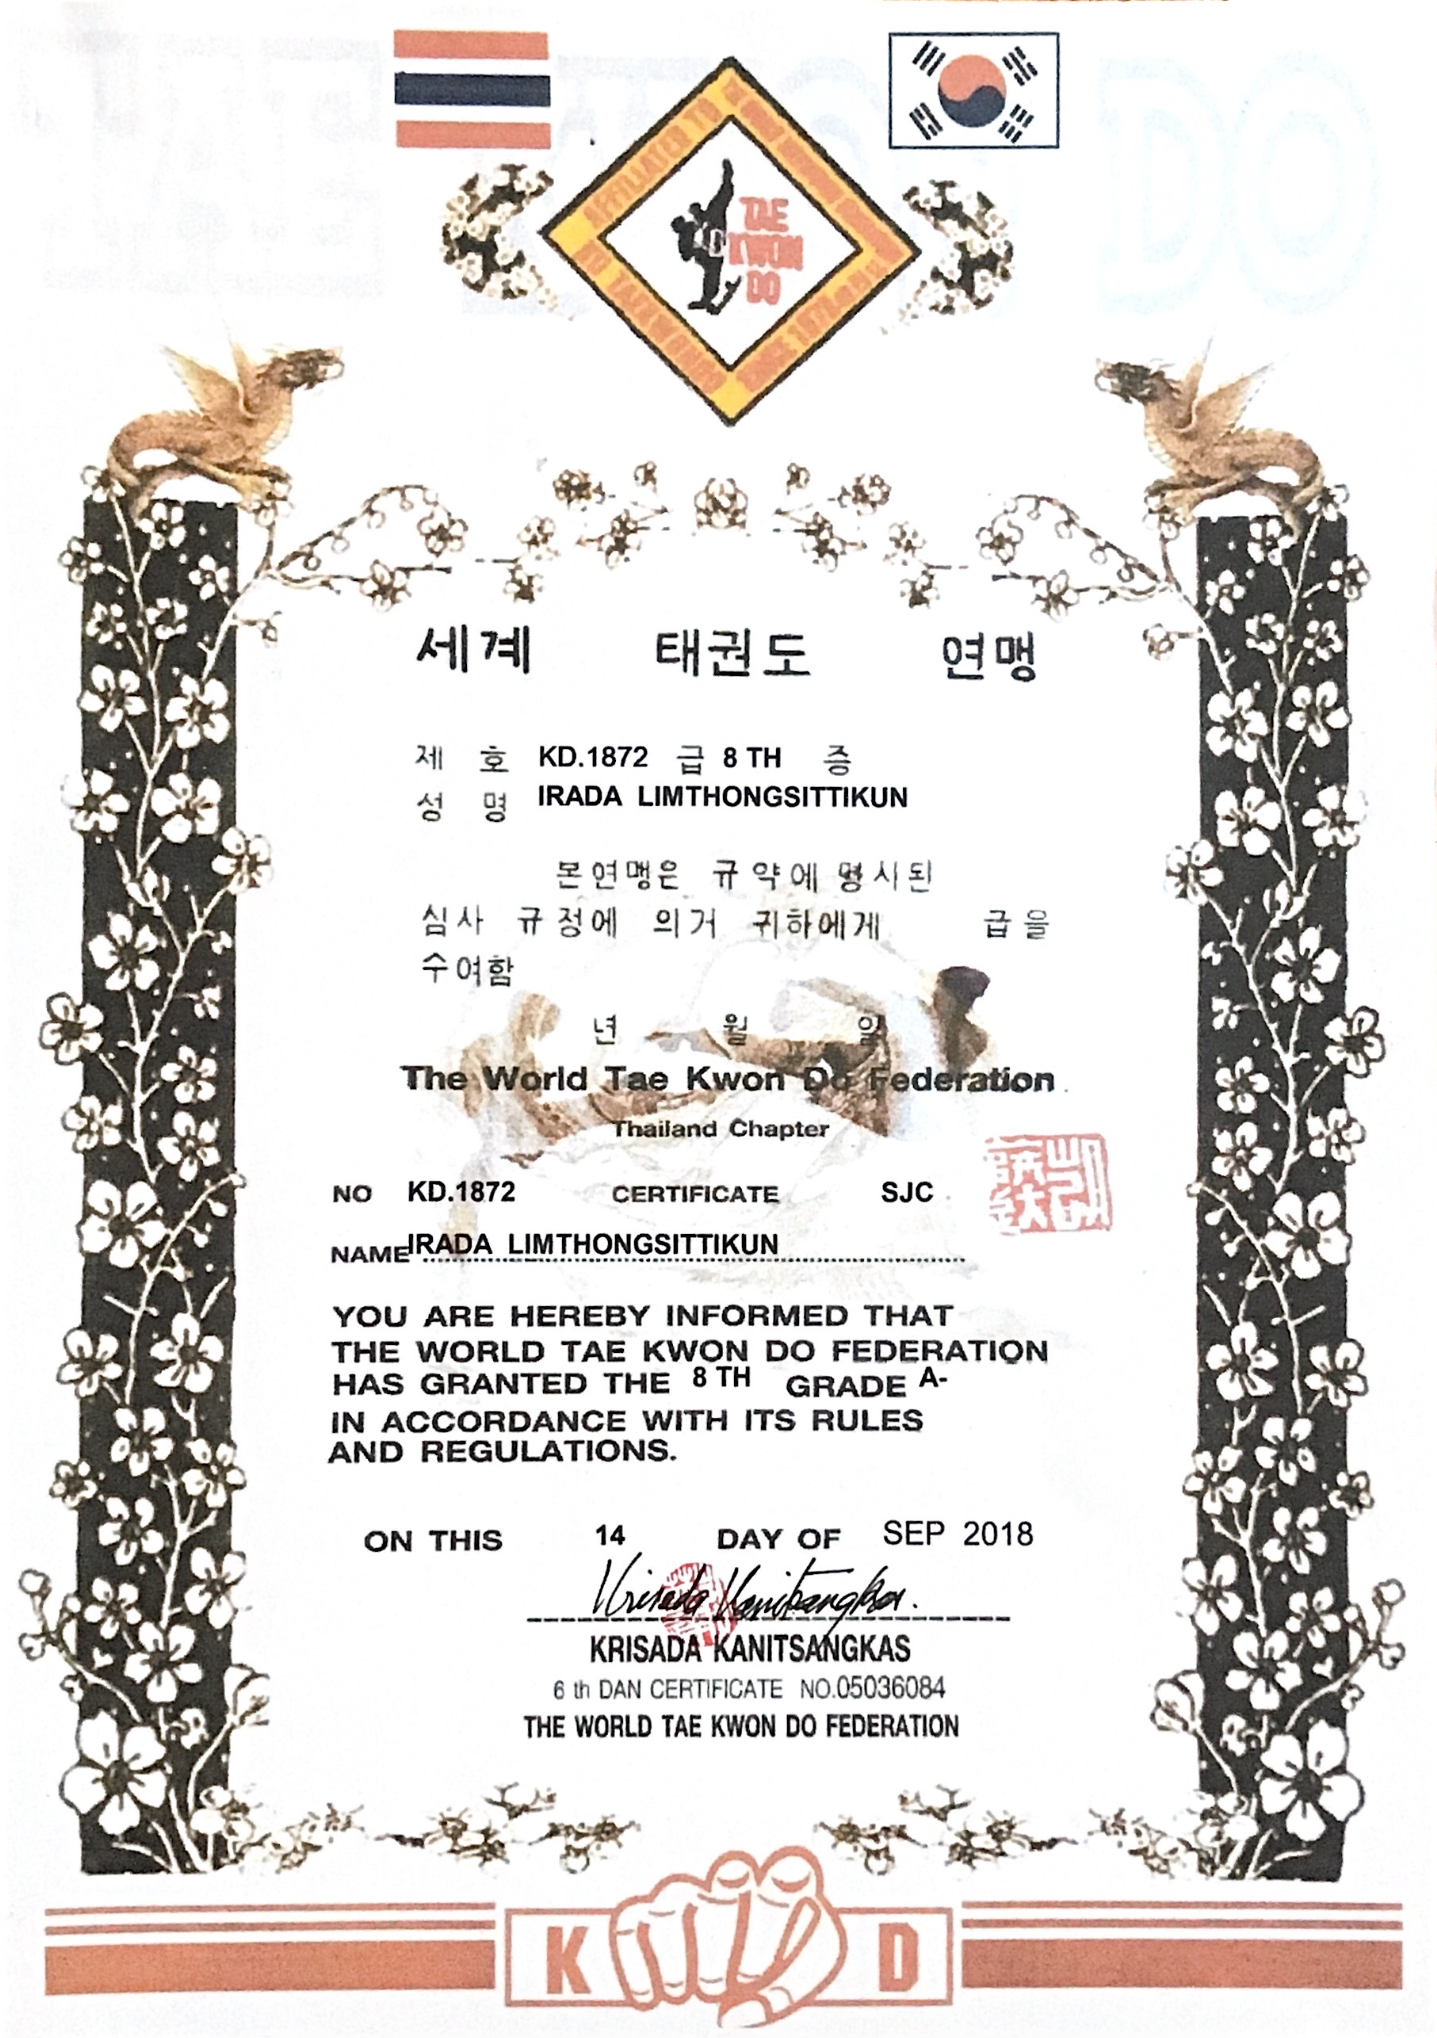 AFFILIATED TO
TAE
KWON
DO
세계 태권도 연맹
제 호 KD.1872 급 8 TH 증
성 명 IRADA LIMTHONGSITTIKUN
본연맹은 규약에 명시된
심사 규정에 의거 귀하에게 급을
수여함
년 월 일
The World Tae Kwon Do Federation
Thailand Chapter
NO KD.1872 CERTIFICATE SJC
NAME IRADA LIMTHONGSITTIKUN
YOU ARE HEREBY INFORMED THAT
THE WORLD TAE KWON DO FEDERATION
HAS GRANTED THE 8 TH GRADE A-
IN ACCORDANCE WITH ITS RULES
AND REGULATIONS.
ON THIS 14 DAY OF SEP 2018
Krisada Kanitsangkas.
KRISADA KANITSANGKAS
6 th DAN CERTIFICATE NO.05036084
THE WORLD TAE KWON DO FEDERATION
K D